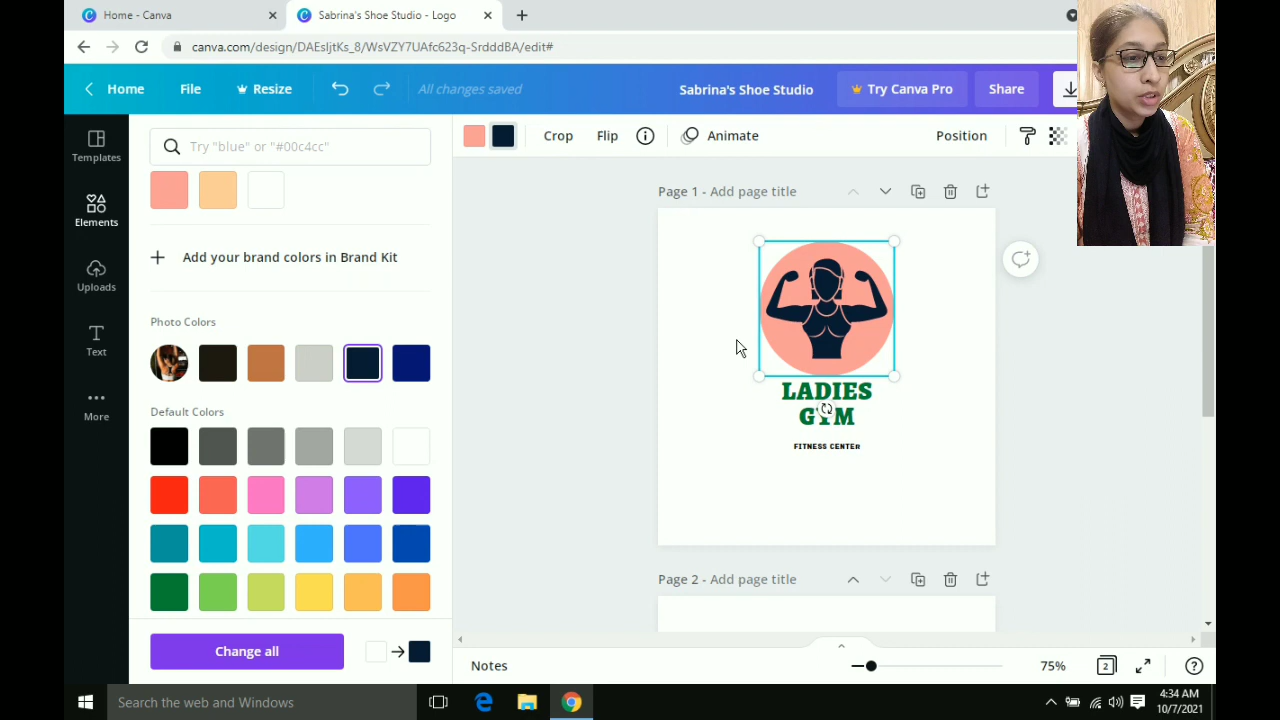 Home - Canva
Sabrina's Shoe Studio - Logo
canva.com/design/DAEsIjtKs_8/WsVZY7UAfc623q-SrdddBA/edit#
Home
File
Resize
All changes saved
Sabrina's Shoe Studio
Try Canva Pro
Share
Templates
Elements
Uploads
Text
More
Try "blue" or "#00c4cc"
Add your brand colors in Brand Kit
Photo Colors
Default Colors
Change all
Crop
Flip
Animate
Position
Page 1 - Add page title
LADIES
GYM
FITNESS CENTER
Page 2 - Add page title
Notes
75%
2
Search the web and Windows
4:34 AM
10/7/2021